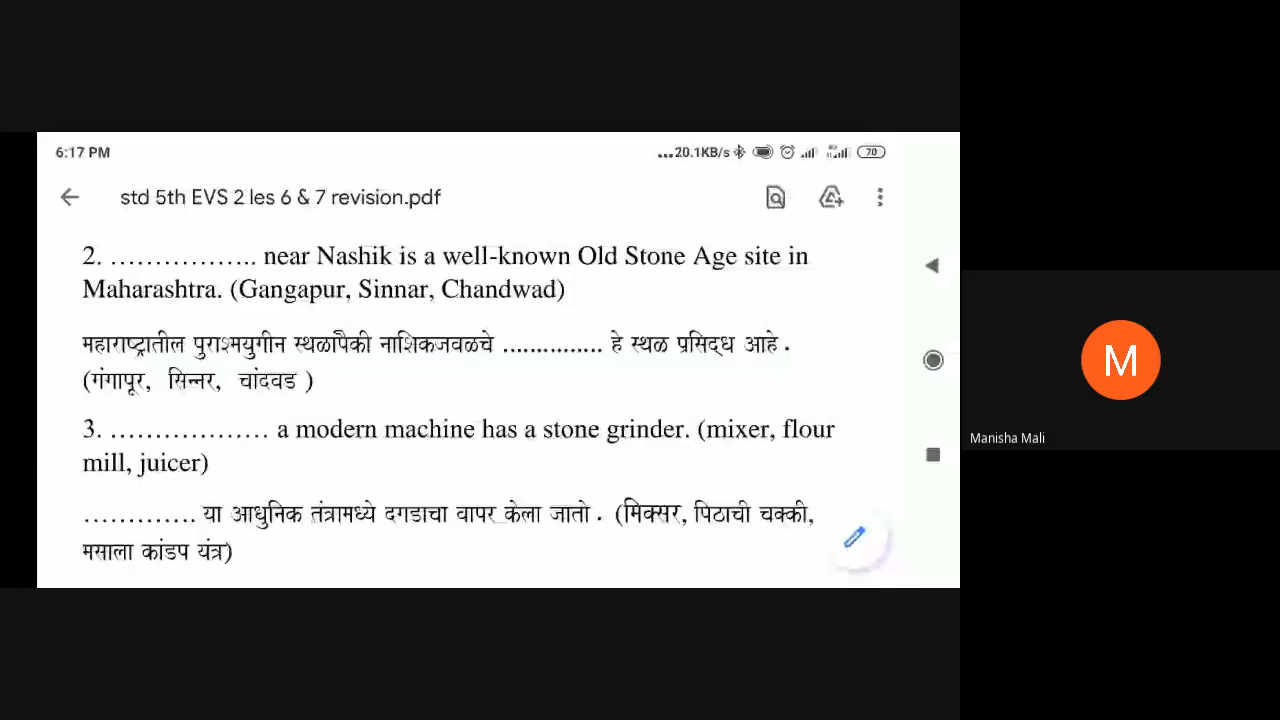 6:17 PM
...20.1KB/s
70
std 5th EVS 2 les 6 & 7 revision.pdf
2. …………….. near Nashik is a well-known Old Stone Age site in
Maharashtra. (Gangapur, Sinnar, Chandwad)
महाराष्ट्रातील पुराश्मयुगीन स्थळांपैकी नाशिकजवळचे ............... हे स्थळ प्रसिद्ध आहे .
(गंगापूर, सिन्नर, चांदवड )
3. ……………… a modern machine has a stone grinder. (mixer, flour
mill, juicer)
…………. या आधुनिक तंत्रामध्ये दगडाचा वापर केला जातो . (मिक्सर, पिठाची चक्की,
मसाला कांडप यंत्र)
M
Manisha Mali